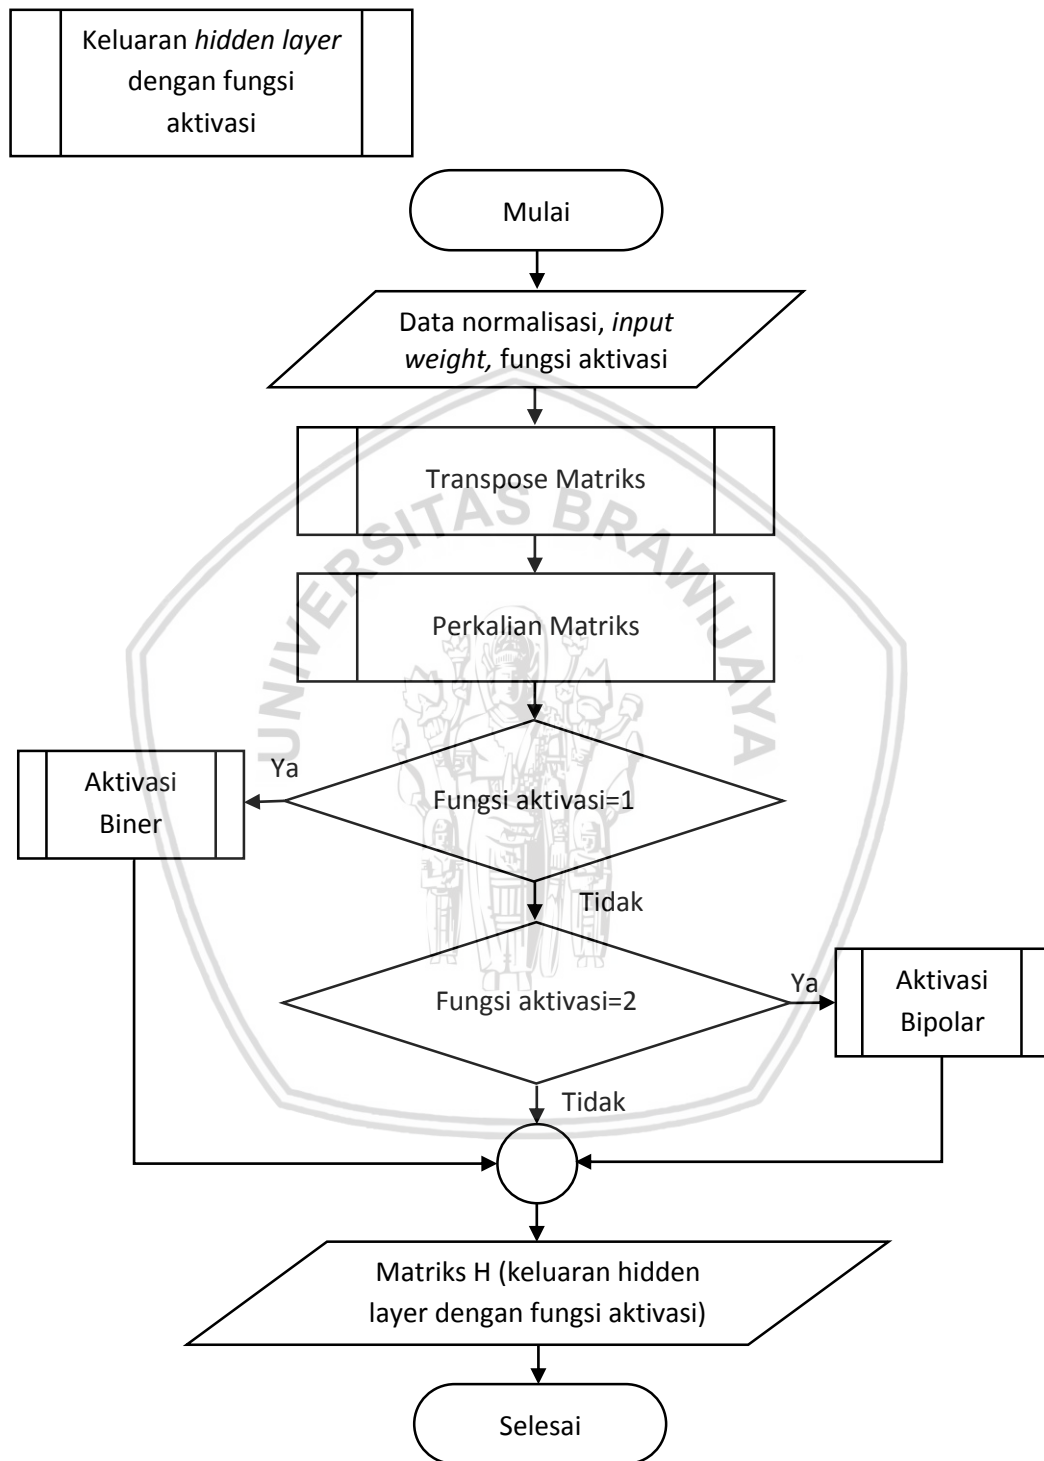 Keluaran hidden layer
dengan fungsi
aktivasi
Mulai
Data normalisasi, input
weight, fungsi aktivasi
Transpose Matriks
UNIVERSITAS BRAWIJAYA
Perkalian Matriks
Ya
Aktivasi
Biner
Fungsi aktivasi=1
Tidak
Fungsi aktivasi=2
Ya
Aktivasi
Bipolar
Tidak
Matriks H (keluaran hidden
layer dengan fungsi aktivasi)
Selesai